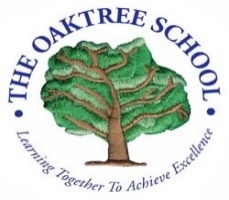 • THE OAKTREE SCHOOL •
Learning Together To Achieve Excellence